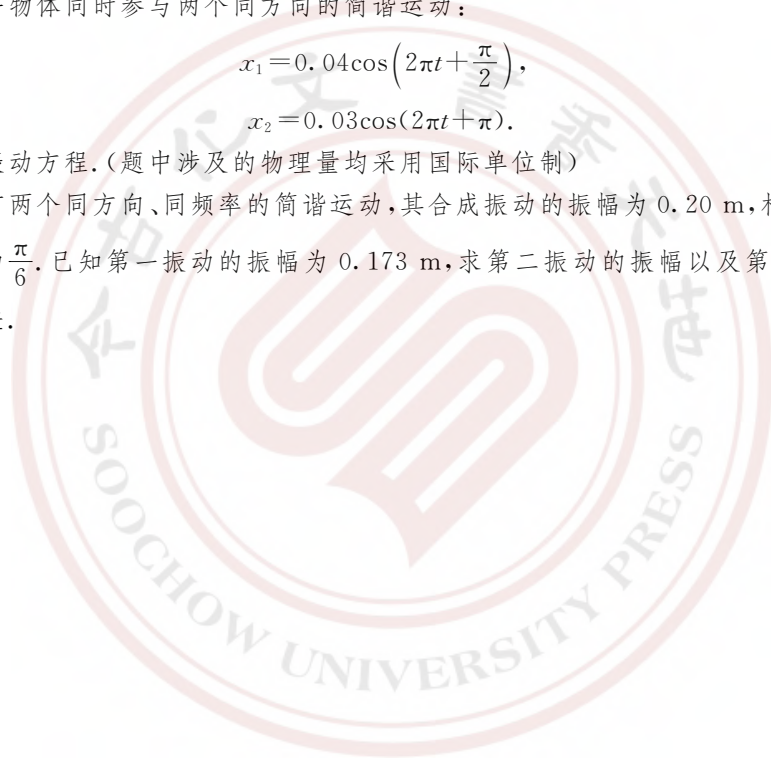 物体同时参与两个同方向的简谐运动:
x₁=0.04cos(2πt+π/2),
x₂=0.03cos(2πt+π).
动方程.(题中涉及的物理量均采用国际单位制)
两个同方向、同频率的简谐运动,其合成振动的振幅为 0.20 m,
π/6.已知第一振动的振幅为 0.173 m,求第二振动的振幅以及第
SOOCHOW UNIVERSITY PRESS